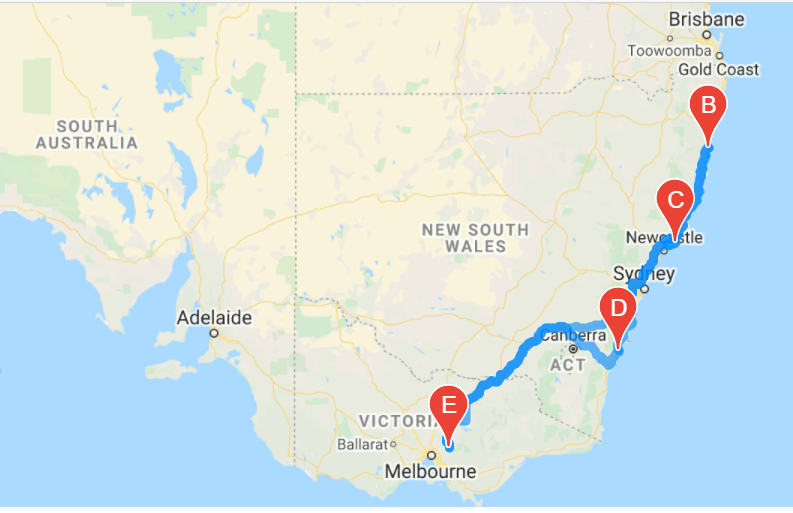 Brisbane
Toowoomba
Gold Coast
B
SOUTH
AUSTRALIA
C
NEW SOUTH
WALES
Newcastle
Sydney
D
Adelaide
Canberra
ACT
E
VICTORIA
Ballarat
Melbourne